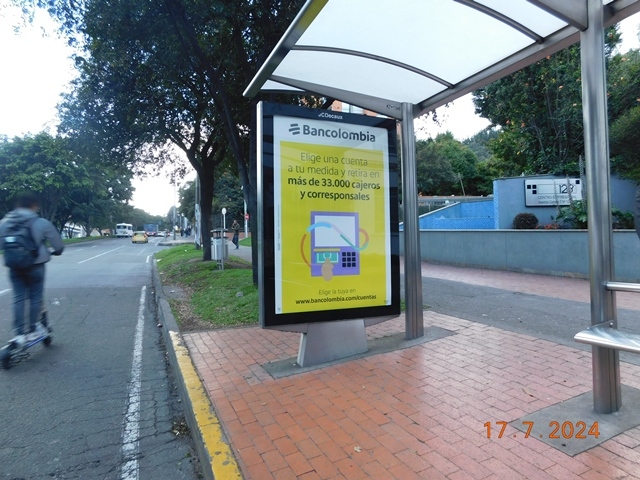 JCDecaux
Bancolombia
Elige una cuenta
a tu medida y retira en
más de 33.000 cajeros
y corresponsales
Elige la tuya en
www.bancolombia.com/cuentas
123
17.7.2024